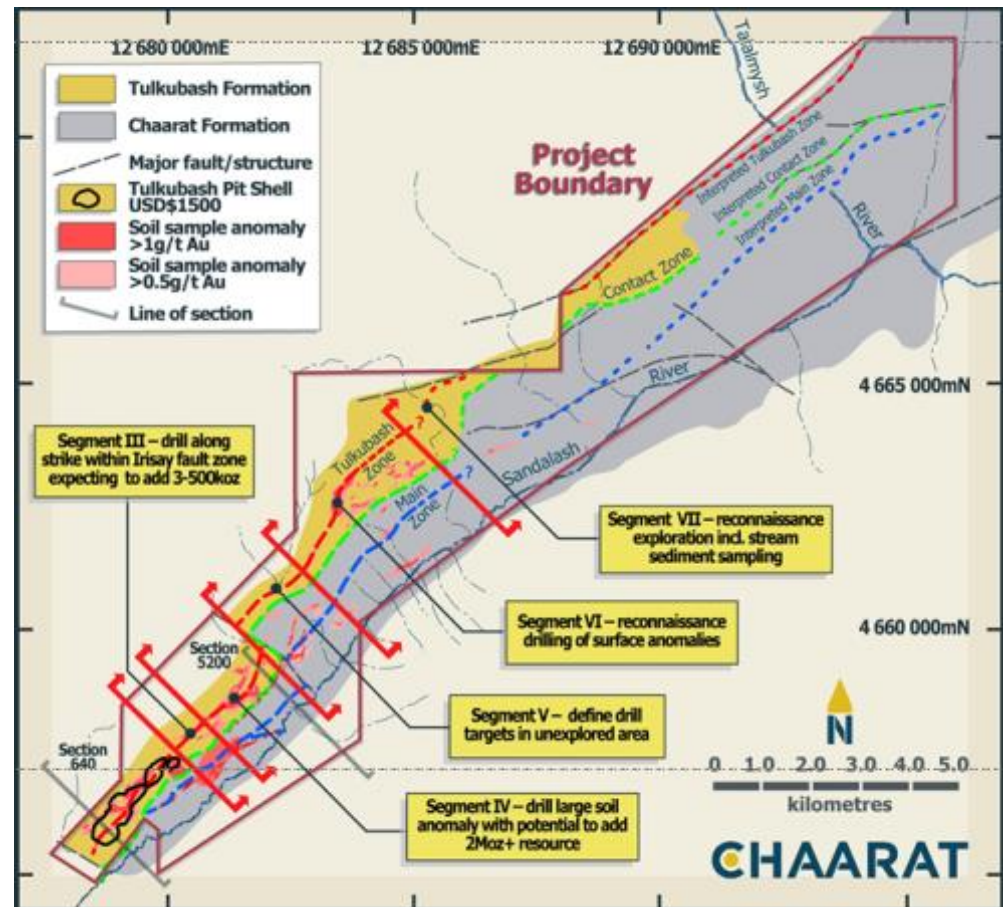 12 680 000mE
12 685 000mE
12 690 000mE
Tulkubash Formation
Chaarat Formation
Major fault/structure
Tulkubash Pit Shell
USD$1500
Soil sample anomaly
>1g/t Au
Soil sample anomaly
>0.5g/t Au
Line of section
Project
Boundary
Interpreted Tulkubash Zone
Interpreted Contact Zone
Interpreted Main Zone
River
Contact Zone
4 665 000mN
River
Sandalash
Tulkubash
Zone
Main
Zone
?
?
?
Segment III – drill along
strike within Irisay fault zone
expecting to add 3-500koz
Segment VII – reconnaissance
exploration incl. stream
sediment sampling
Segment VI – reconnaissance
drilling of surface anomalies
4 660 000mN
Section
5200
Segment V – define drill
targets in unexplored area
Section
640
Segment IV – drill large soil
anomaly with potential to add
2Moz+ resource
N
0 1.0 2.0 3.0 4.0 5.0
kilometres
CHAARAT